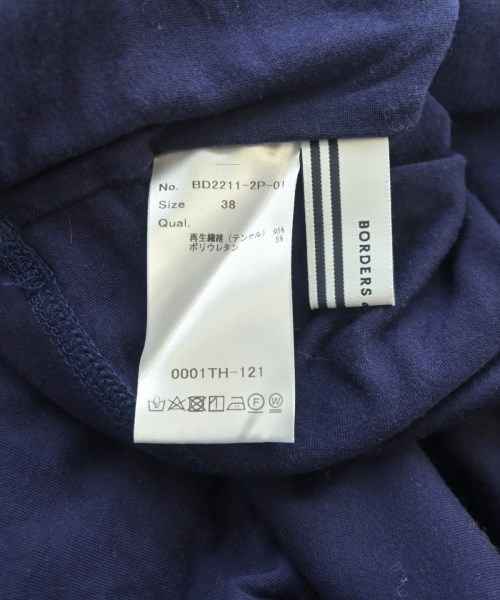 No. BD2211-2P-01
Size 38
Qual.
再生繊維 (テンセル) 95%
ポリウレタン 5%
0001TH-121
F W
BORDERS